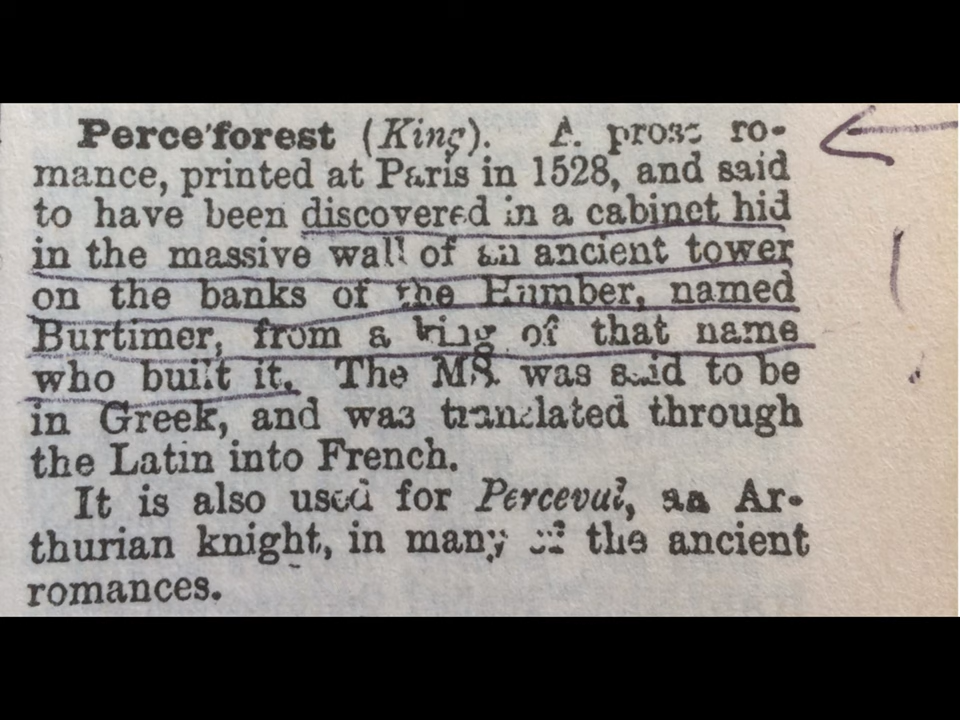 Perce'forest (King). A prose ro-
mance, printed at Paris in 1528, and said
to have been discovered in a cabinet hid
in the massive wall of an ancient tower
on the banks of the Humber, named
Burtimer, from a king of that name
who built it. The MS. was said to be
in Greek, and was translated through
the Latin into French.
It is also used for Perceval, an Ar-
thurian knight, in many of the ancient
romances.